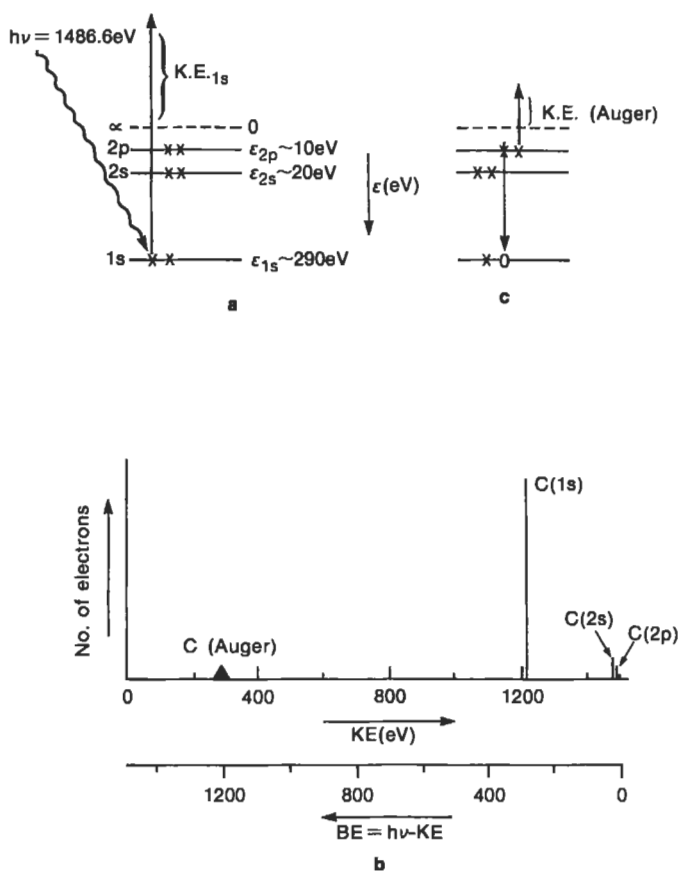 hν = 1486.6eV
K.E.1s
∝ 0
2p ε2p~10eV
2s ε2s~20eV
1s ε1s~290eV
a
ε(eV)
K.E. (Auger)
c
No. of electrons
C(1s)
C(2s)
C(2p)
C (Auger)
0 400 800 1200
KE(eV)
1200 800 400 0
BE = hν-KE
b